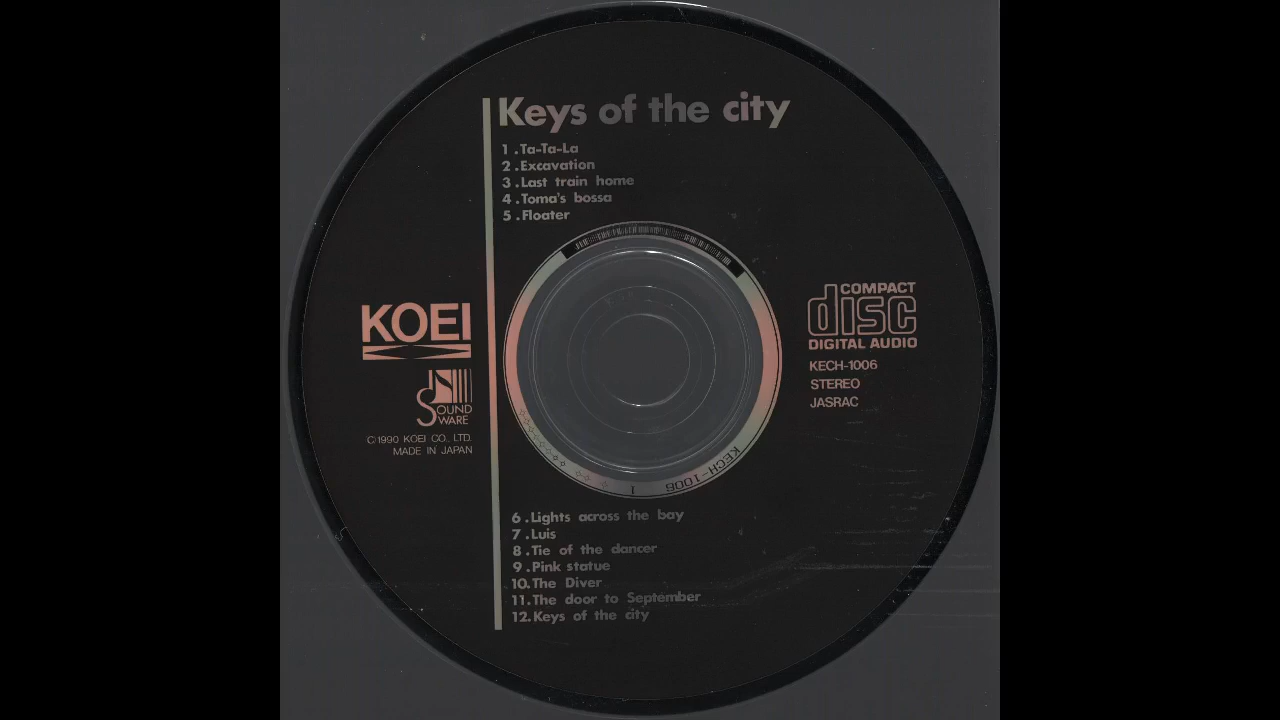 Keys of the city
1.Ta-Ta-La
2.Excavation
3.Last train home
4.Toma's bossa
5.Floater
KOEI
SOUND
WARE
©1990 KOEI CO., LTD.
MADE IN JAPAN
COMPACT
disc
DIGITAL AUDIO
KECH-1006
STEREO
JASRAC
KECH-1006 1
6.Lights across the bay
7.Luis
8.Tie of the dancer
9.Pink statue
10.The Diver
11.The door to September
12.Keys of the city